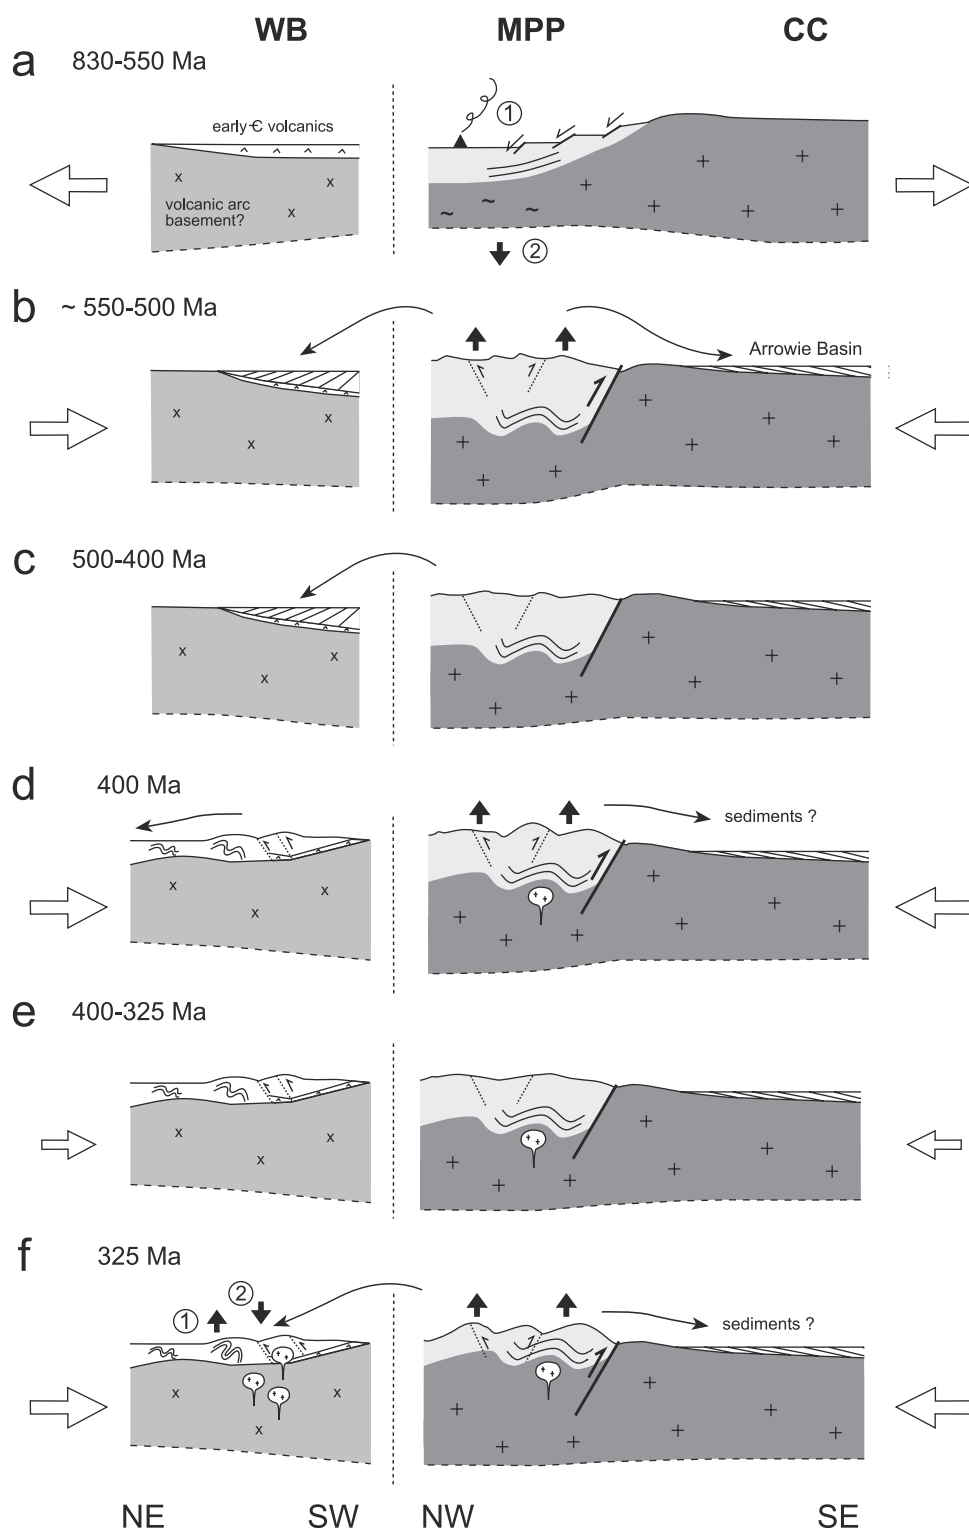 WB MPP CC
a 830-550 Ma
early-Є volcanics
1
volcanic arc
basement?
2
b ~ 550-500 Ma
Arrowie Basin
c 500-400 Ma
d 400 Ma
sediments ?
e 400-325 Ma
f 325 Ma
1 2
sediments ?
NE SW NW SE